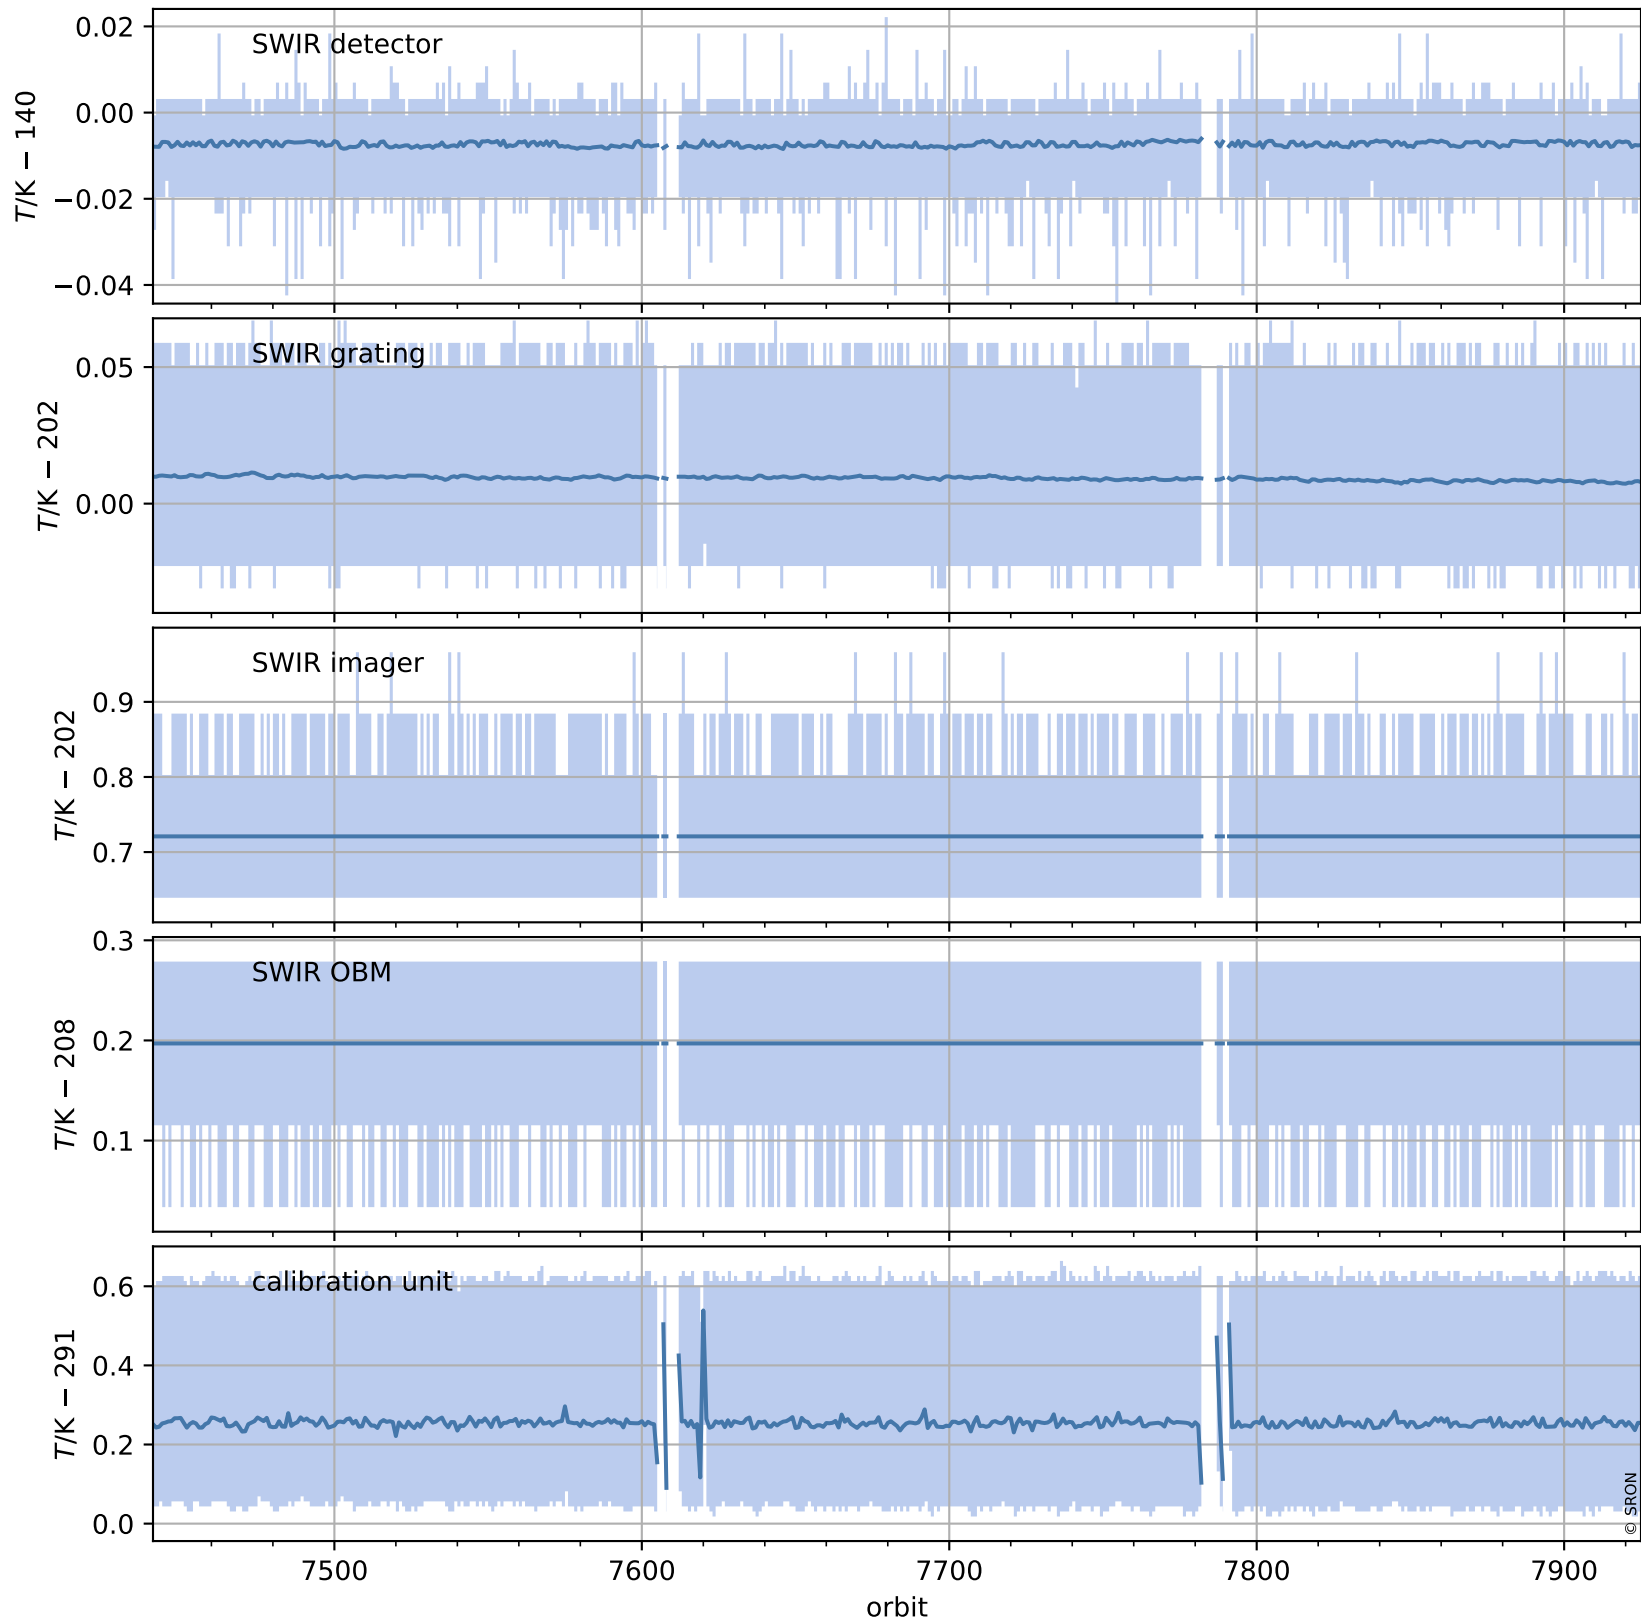 0.02
SWIR detector
0.00
−0.02
−0.04
T/K − 140
SWIR grating
0.05
0.00
T/K − 202
SWIR imager
0.9
0.8
0.7
T/K − 202
0.3
SWIR OBM
0.2
0.1
T/K − 208
calibration unit
0.6
0.4
0.2
0.0
T/K − 291
© SRON
7500 7600 7700 7800 7900
orbit